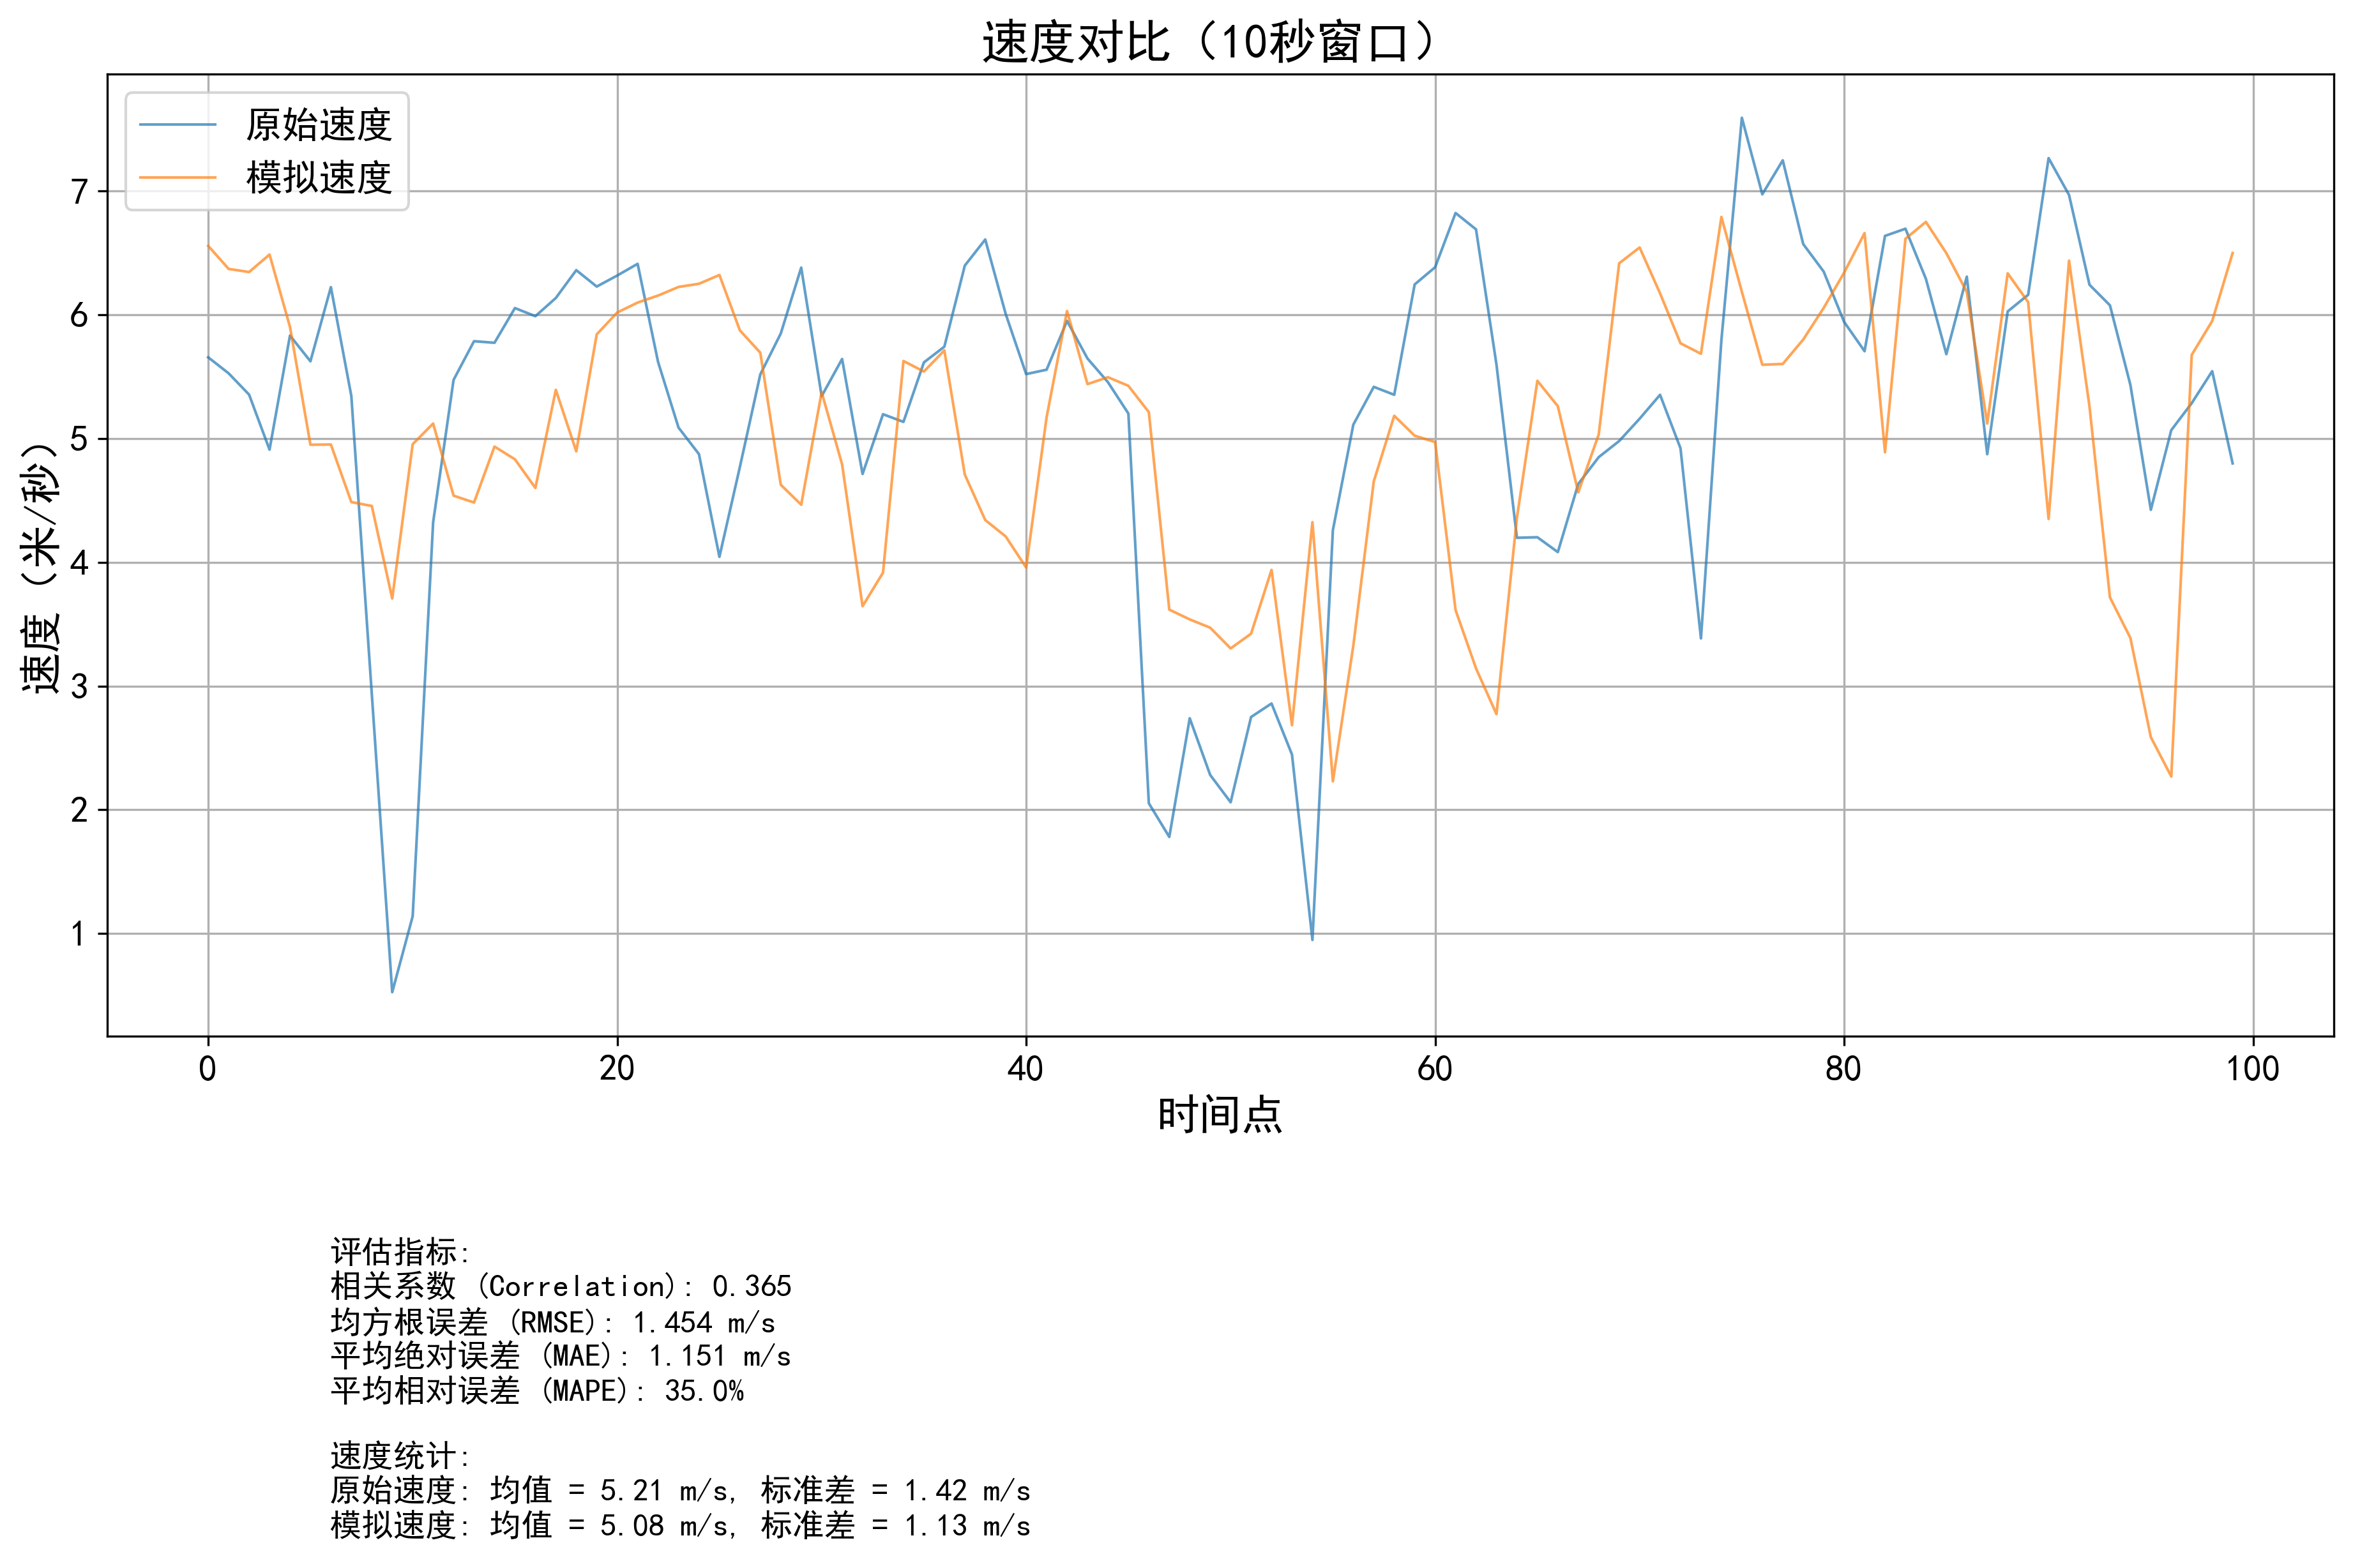 速度对比（10秒窗口）
原始速度
模拟速度
速度（米/秒）
7
6
5
4
3
2
1
0 20 40 60 80 100
时间点
评估指标:
相关系数 (Correlation): 0.365
均方根误差 (RMSE): 1.454 m/s
平均绝对误差 (MAE): 1.151 m/s
平均相对误差 (MAPE): 35.0%
速度统计:
原始速度: 均值 = 5.21 m/s, 标准差 = 1.42 m/s
模拟速度: 均值 = 5.08 m/s, 标准差 = 1.13 m/s